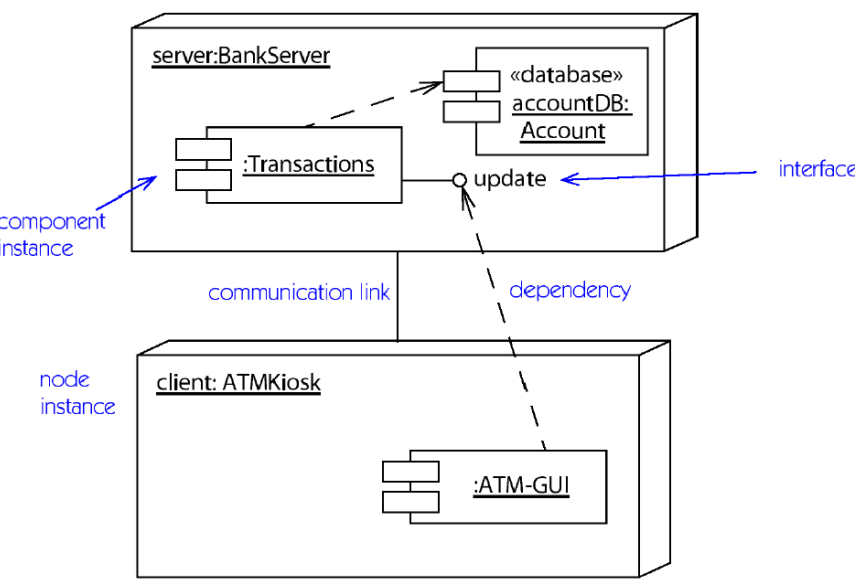 server:BankServer
«database»
accountDB:
Account
:Transactions
update
interface
component
instance
communication link
dependency
node
instance
client: ATMKiosk
:ATM-GUI